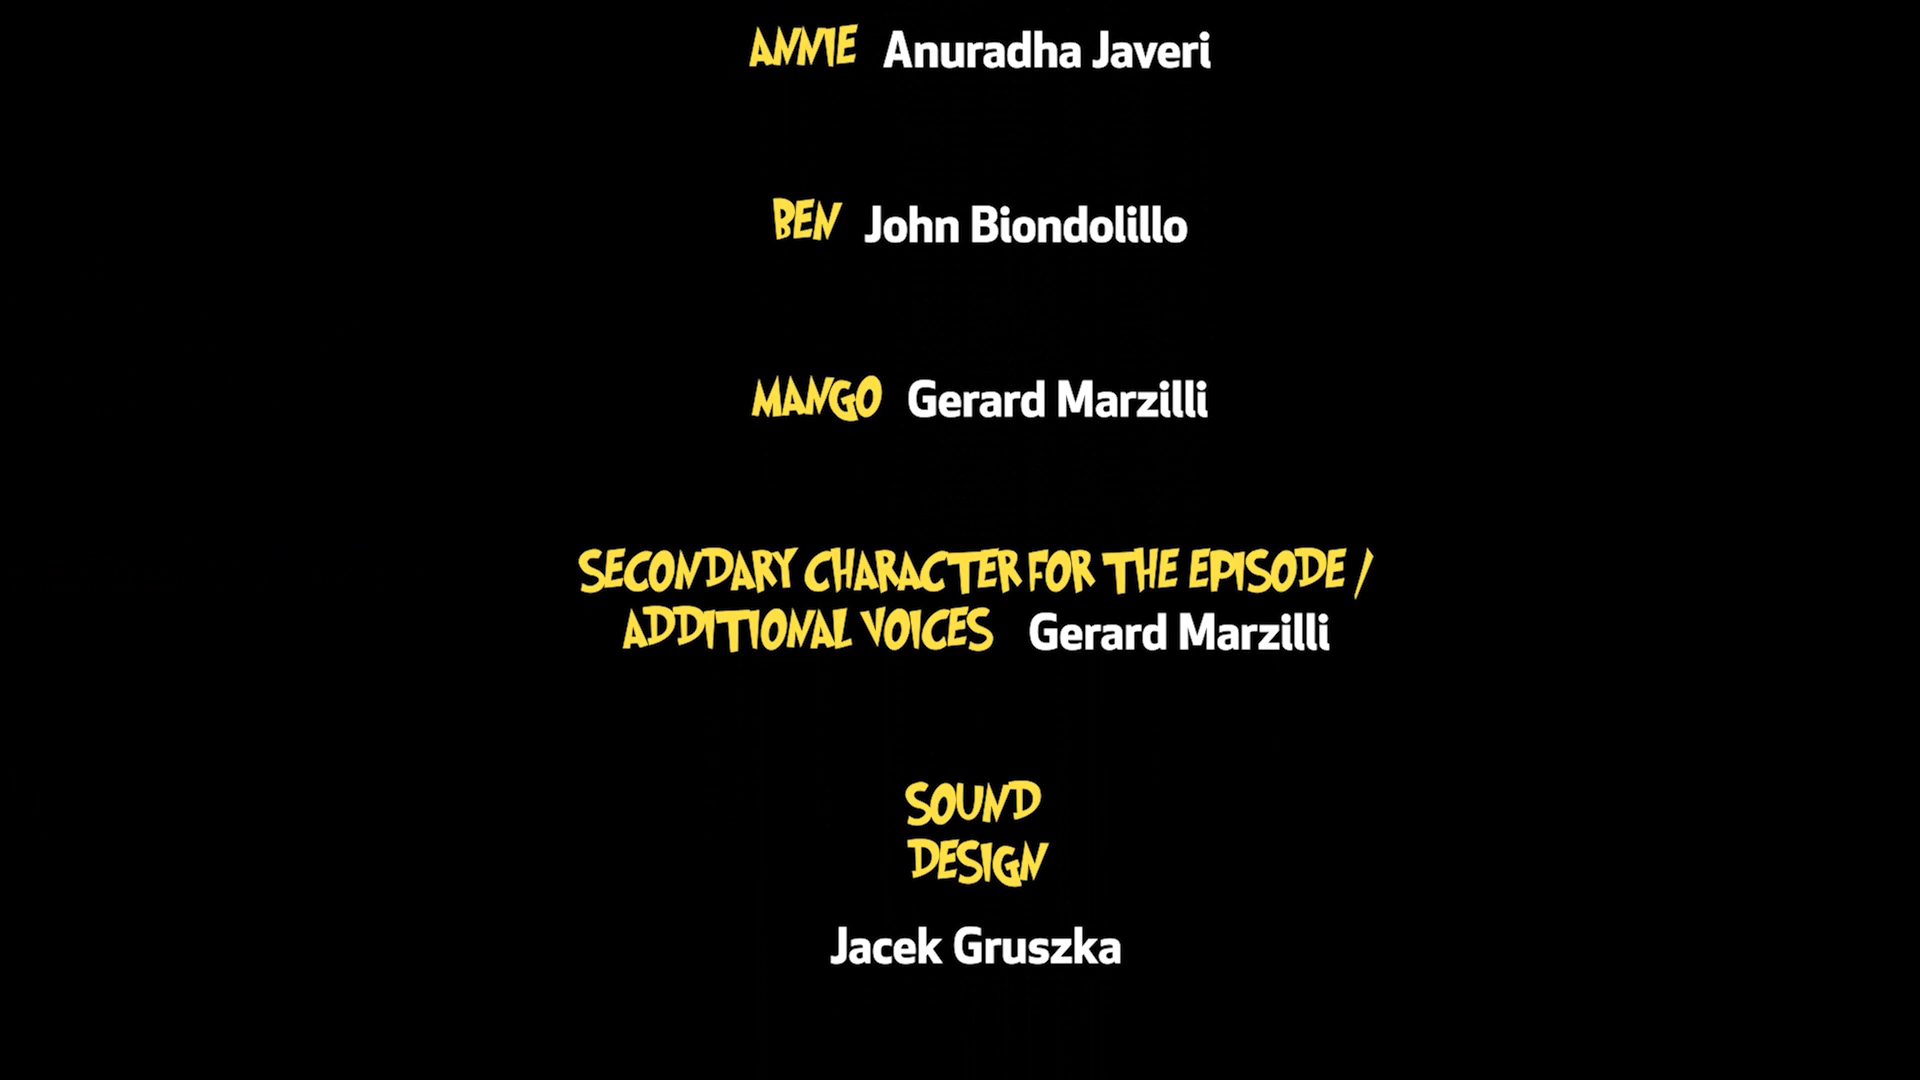 ANNIE Anuradha Javeri
BEN John Biondolillo
MANGO Gerard Marzilli
SECONDARY CHARACTER FOR THE EPISODE /
ADDITIONAL VOICES Gerard Marzilli
SOUND
DESIGN
Jacek Gruszka